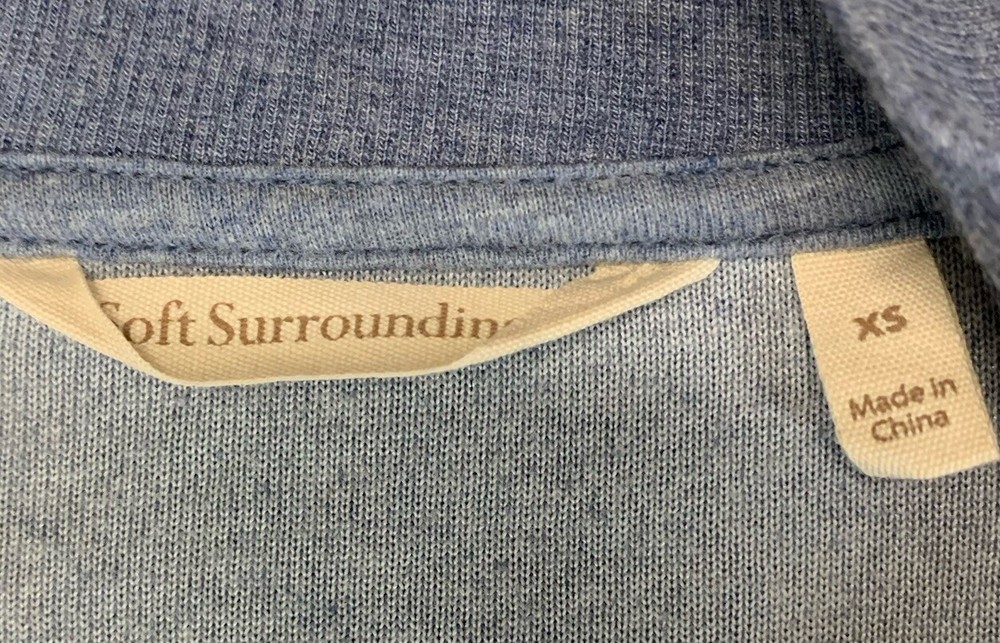 Soft Surroundin
XS
Made in
China